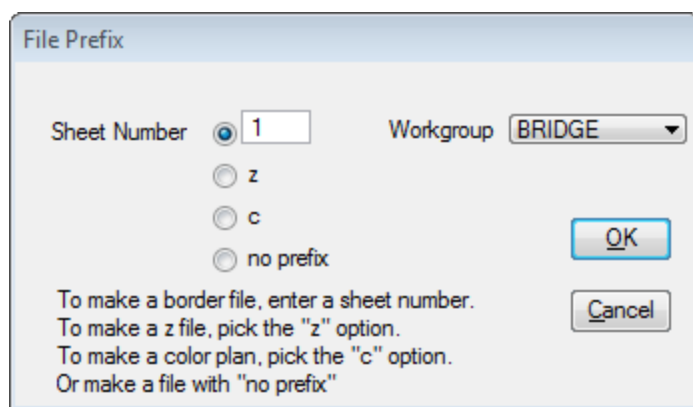 File Prefix
Sheet Number 1 Workgroup BRIDGE
z
c
no prefix
OK
To make a border file, enter a sheet number.
To make a z file, pick the "z" option.
Cancel
To make a color plan, pick the "c" option.
Or make a file with "no prefix"